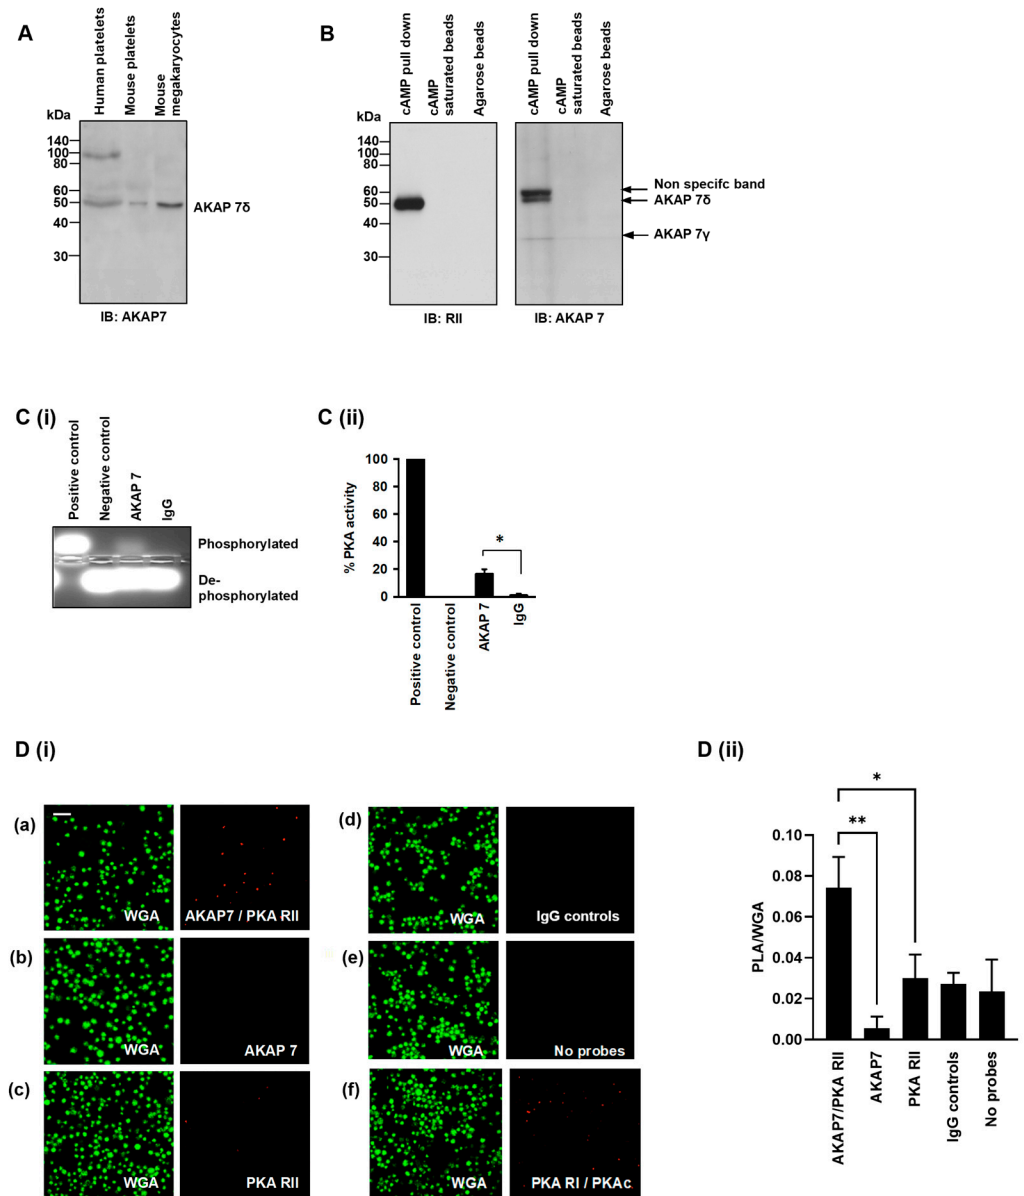 A
Human platelets
Mouse platelets
Mouse
megakaryocytes
kDa
140
100
80
60
50
40
30
AKAP 7δ
IB: AKAP7
B
cAMP pull down
cAMP
saturated beads
Agarose beads
cAMP pull down
cAMP
saturated beads
Agarose beads
kDa
140
100
80
60
50
40
30
Non specifc band
AKAP 7δ
AKAP 7γ
IB: RII
IB: AKAP 7
C (i)
Positive control
Negative control
AKAP 7
IgG
Phosphorylated
De-
phosphorylated
C (ii)
% PKA activity
100
80
60
40
20
0
*
Positive control
Negative control
AKAP 7
IgG
D (i)
(a)
WGA
AKAP7 / PKA RII
(b)
WGA
AKAP 7
(c)
WGA
PKA RII
(d)
WGA
IgG controls
(e)
WGA
No probes
(f)
WGA
PKA RI / PKAc
D (ii)
PLA/WGA
0.10
0.08
0.06
0.04
0.02
0.00
*
**
AKAP7/PKA RII
AKAP7
PKA RII
IgG controls
No probes